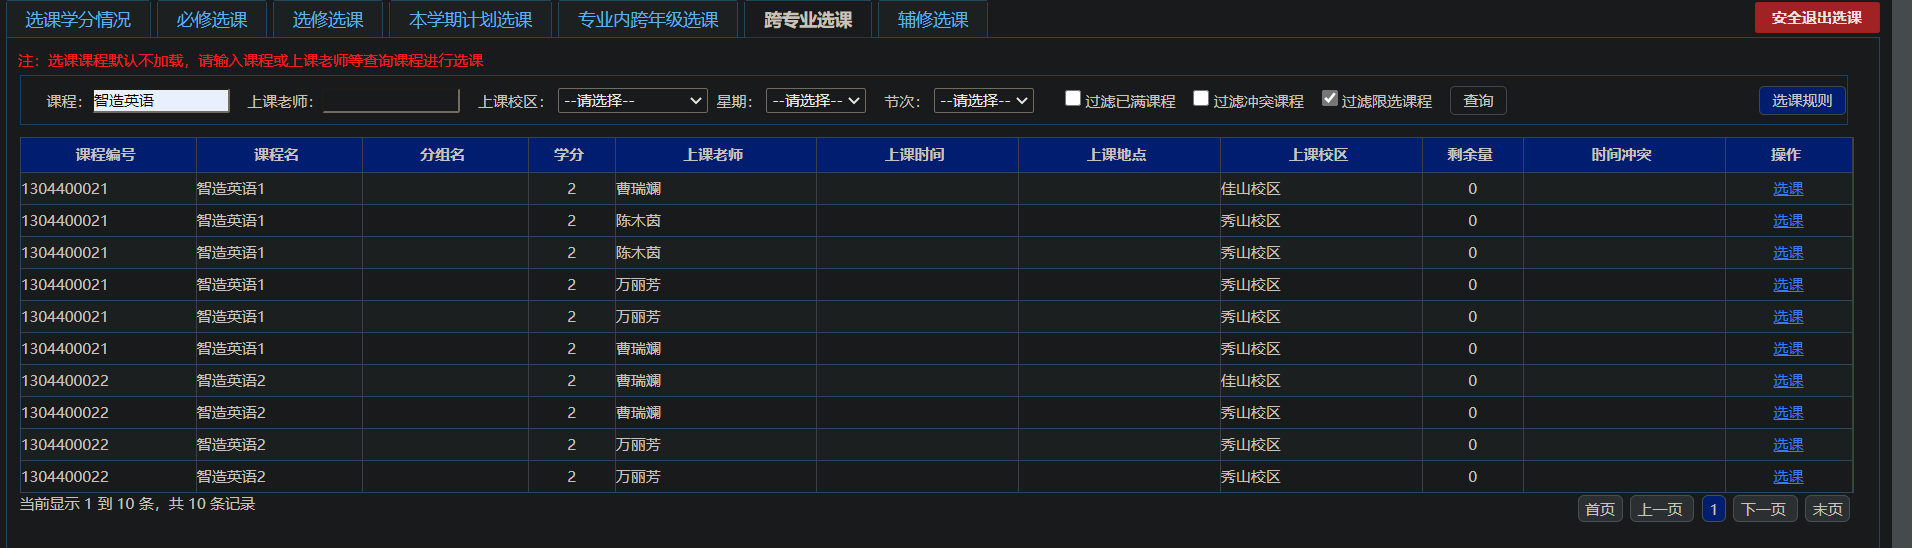 选课学分情况 必修选课 选修选课 本学期计划选课 专业内跨年级选课 跨专业选课 辅修选课 安全退出选课
注：选课课程默认不加载，请输入课程或上课老师等查询课程进行选课
课程： 智造英语 上课老师： 上课校区： --请选择-- 星期： --请选择-- 节次： --请选择-- 过滤已满课程 过滤冲突课程 过滤限选课程 查询 选课规则
课程编号 课程名 分组名 学分 上课老师 上课时间 上课地点 上课校区 剩余量 时间冲突 操作
1304400021 智造英语1 2 曹瑞斓 佳山校区 0 选课
1304400021 智造英语1 2 陈木茵 秀山校区 0 选课
1304400021 智造英语1 2 陈木茵 秀山校区 0 选课
1304400021 智造英语1 2 万丽芳 秀山校区 0 选课
1304400021 智造英语1 2 万丽芳 秀山校区 0 选课
1304400021 智造英语1 2 曹瑞斓 秀山校区 0 选课
1304400022 智造英语2 2 曹瑞斓 佳山校区 0 选课
1304400022 智造英语2 2 曹瑞斓 秀山校区 0 选课
1304400022 智造英语2 2 万丽芳 秀山校区 0 选课
1304400022 智造英语2 2 万丽芳 秀山校区 0 选课
当前显示 1 到 10 条，共 10 条记录 首页 上一页 1 下一页 末页